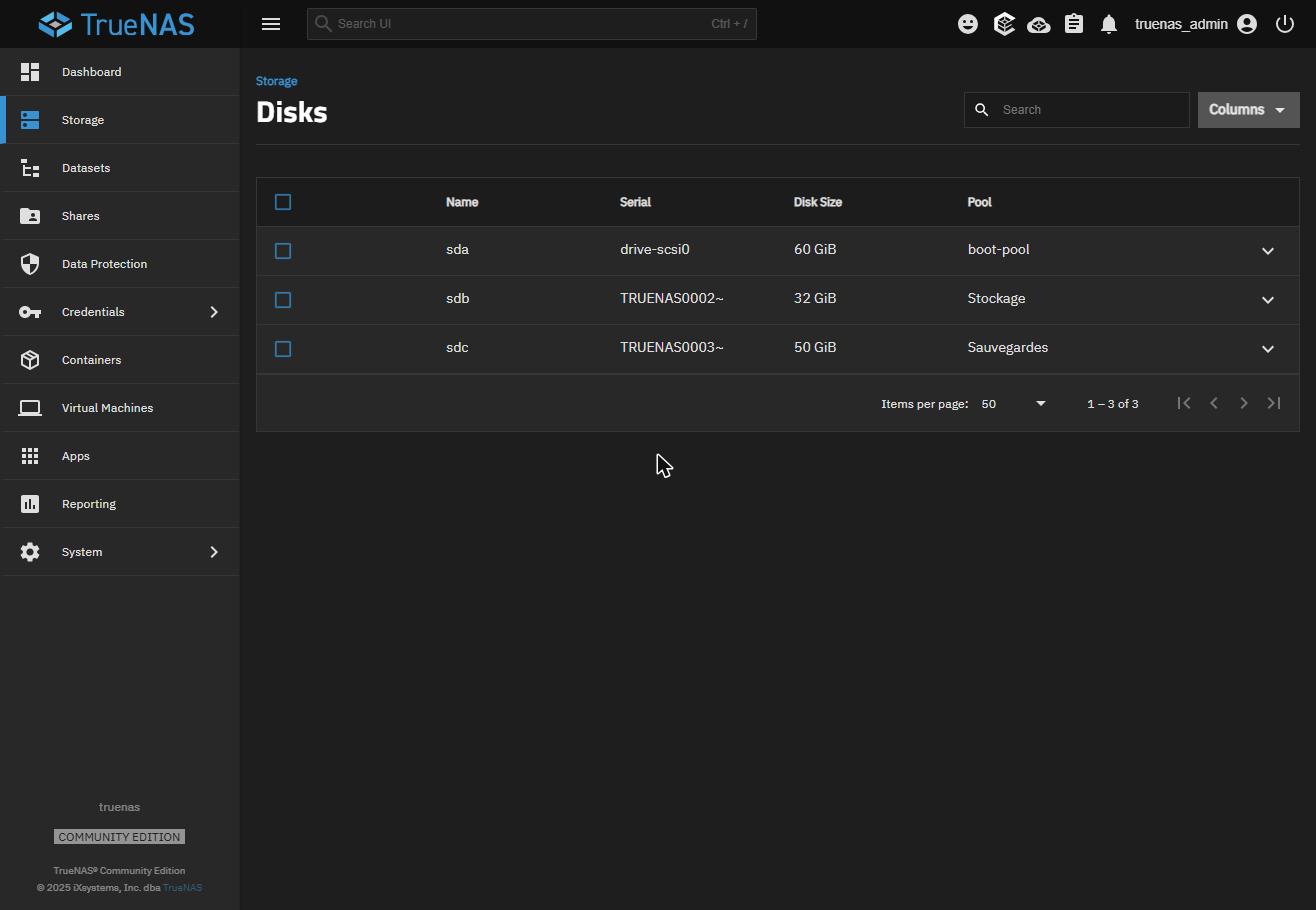 TrueNAS
Search UI
Ctrl + /
truenas_admin
Dashboard
Storage
Datasets
Shares
Data Protection
Credentials
Containers
Virtual Machines
Apps
Reporting
System
truenas
COMMUNITY EDITION
TrueNAS® Community Edition
© 2025 iXsystems, Inc. dba TrueNAS
Storage
Disks
Search
Columns
Name Serial Disk Size Pool
sda drive-scsi0 60 GiB boot-pool
sdb TRUENAS0002~ 32 GiB Stockage
sdc TRUENAS0003~ 50 GiB Sauvegardes
Items per page: 50 1 – 3 of 3